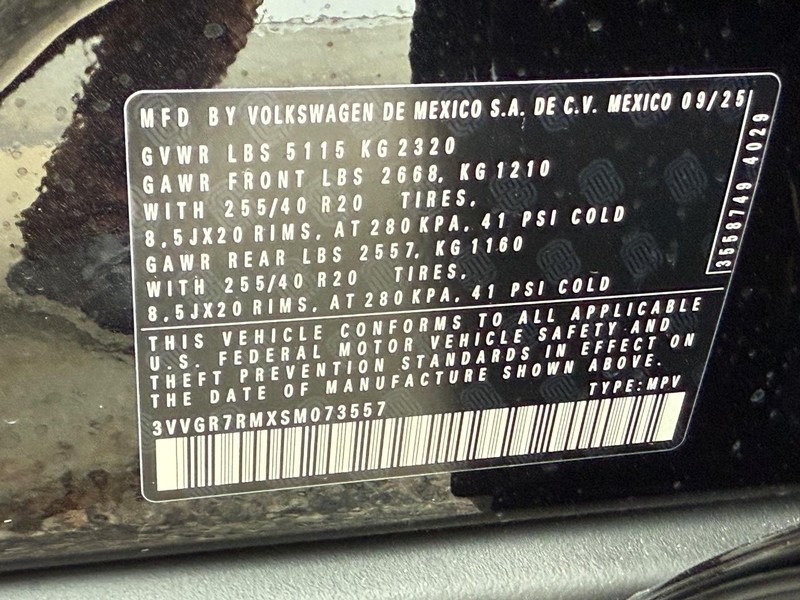 MFD BY VOLKSWAGEN DE MEXICO S.A. DE C.V. MEXICO 09/25
GVWR LBS 5115 KG 2320
GAWR FRONT LBS 2668, KG 1210
WITH 255/40 R20 TIRES,
8,5JX20 RIMS, AT 280 KPA, 41 PSI COLD
GAWR REAR LBS 2557, KG 1160
WITH 255/40 R20 TIRES,
8,5JX20 RIMS, AT 280 KPA, 41 PSI COLD
3558749 4029
THIS VEHICLE CONFORMS TO ALL APPLICABLE
U.S. FEDERAL MOTOR VEHICLE SAFETY AND
THEFT PREVENTION STANDARDS IN EFFECT ON
THE DATE OF MANUFACTURE SHOWN ABOVE.
TYPE: MPV
3VVGR7RMXSM073557